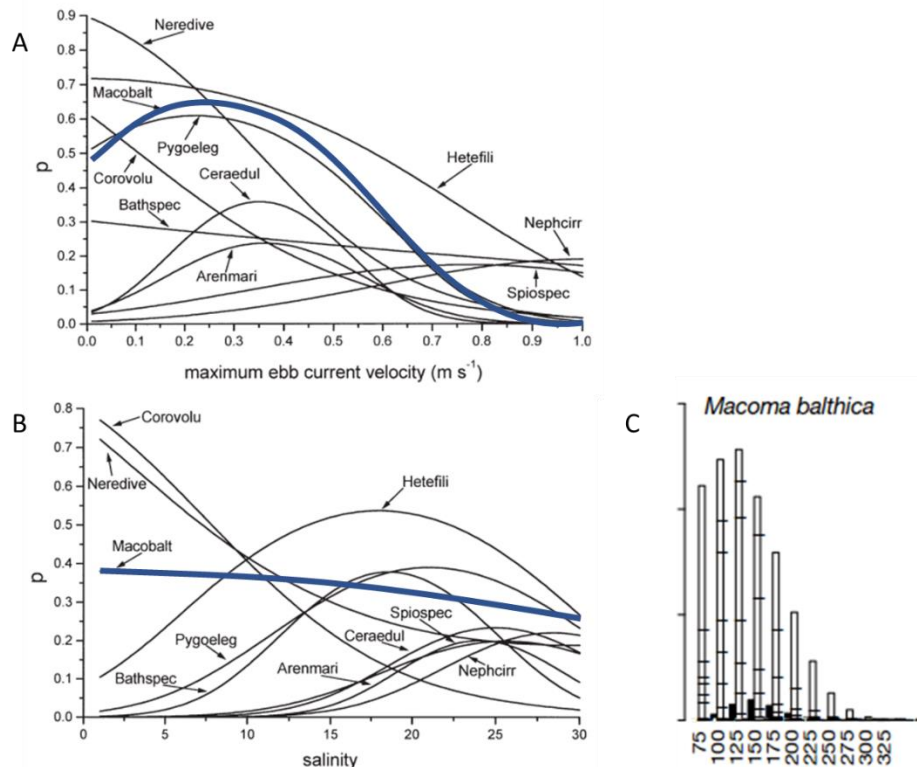 A
p
0.9
0.8
0.7
0.6
0.5
0.4
0.3
0.2
0.1
0.0
Neredive
Macobalt
Pygoeleg
Hetefili
Corovolu
Ceraedul
Bathspec
Nephcirr
Arenmari
Spiospec
0.0 0.1 0.2 0.3 0.4 0.5 0.6 0.7 0.8 0.9 1.0
maximum ebb current velocity (m s⁻¹)
B
p
0.8
0.7
0.6
0.5
0.4
0.3
0.2
0.1
0.0
Corovolu
Neredive
Hetefili
Macobalt
Spiospec
Pygoeleg
Ceraedul
Arenmari
Nephcirr
Bathspec
0 5 10 15 20 25 30
salinity
C
Macoma balthica
75 100 125 150 175 200 225 250 275 300 325